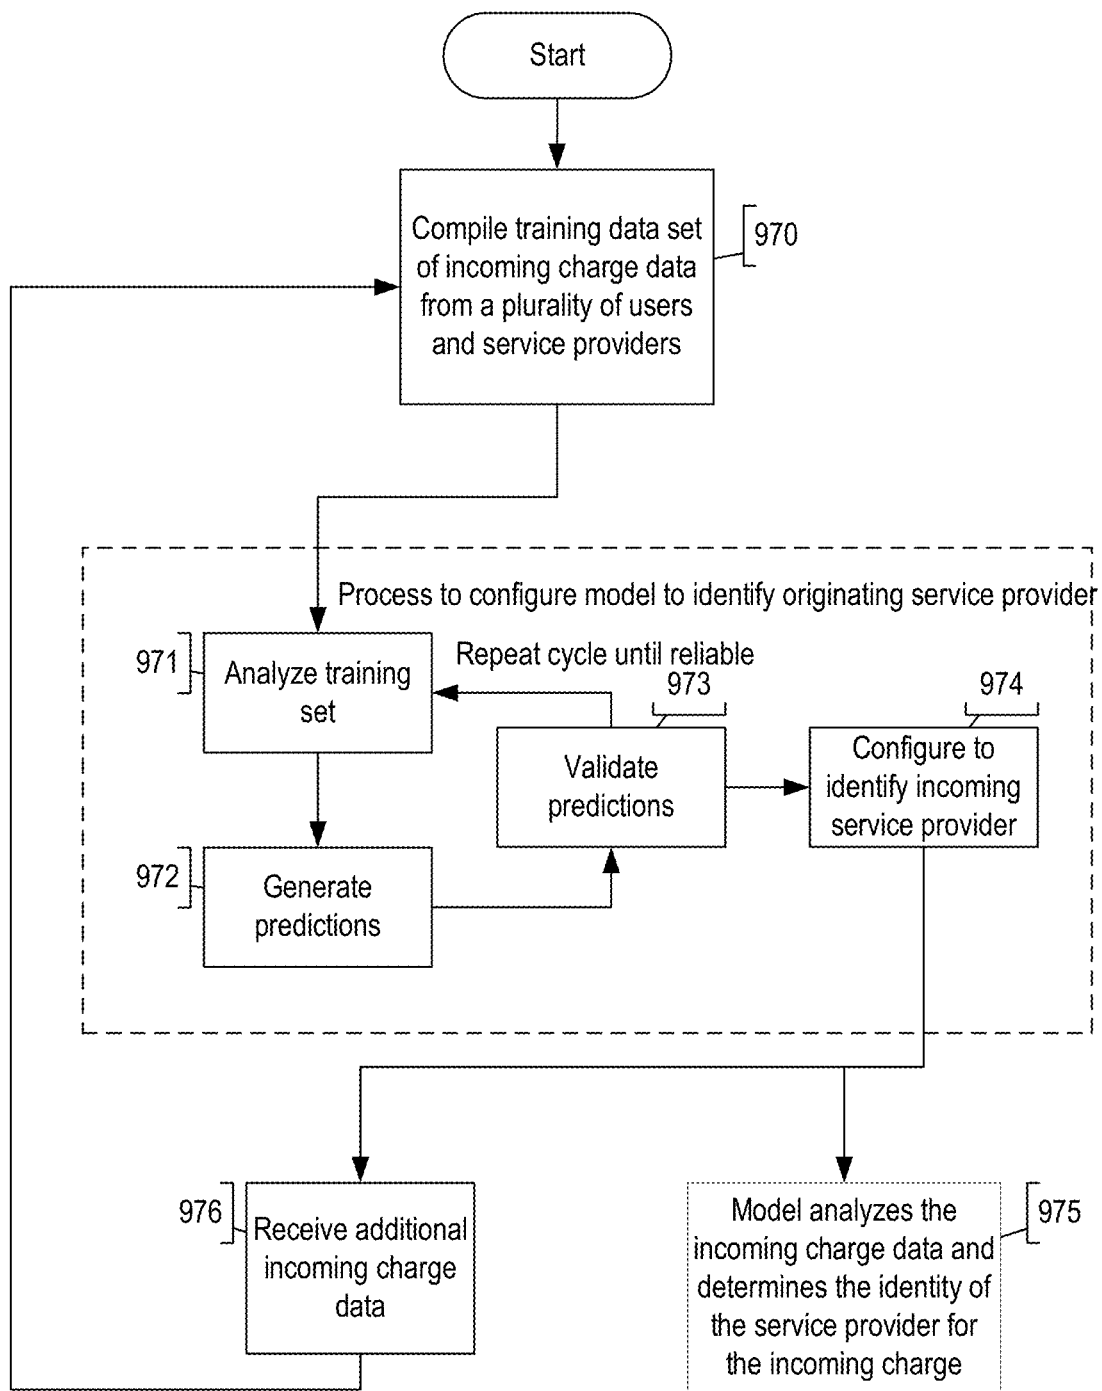 Start
Compile training data set
of incoming charge data
from a plurality of users
and service providers
970
Process to configure model to identify originating service provider
971
Analyze training
set
Repeat cycle until reliable
973
974
Validate
predictions
Configure to
identify incoming
service provider
972
Generate
predictions
976
Receive additional
incoming charge
data
Model analyzes the
incoming charge data and
determines the identity of
the service provider for
the incoming charge
975